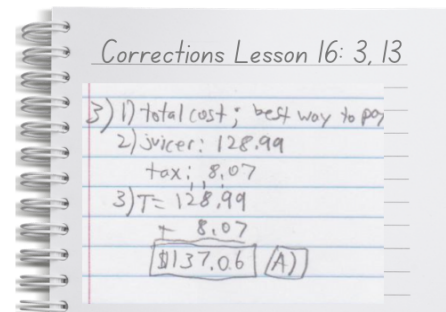 Corrections Lesson 16: 3, 13
3) 1) total cost; best way to pay
2) juicer: 128.99
tax: 8.07
3) T= 128.99
+ 8.07
$137.06 (A)